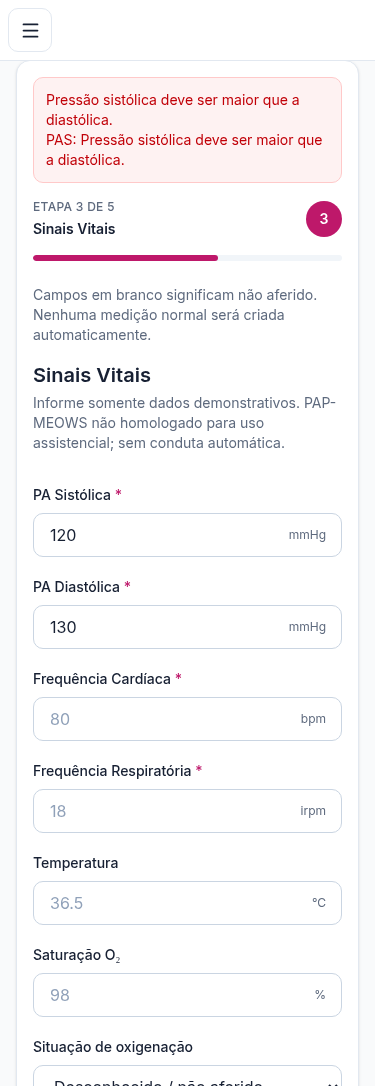 Pressão sistólica deve ser maior que a
diastólica.
PAS: Pressão sistólica deve ser maior que
a diastólica.
ETAPA 3 DE 5
Sinais Vitais
3
Campos em branco significam não aferido.
Nenhuma medição normal será criada
automaticamente.
Sinais Vitais
Informe somente dados demonstrativos. PAP-
MEOWS não homologado para uso
assistencial; sem conduta automática.
PA Sistólica *
120 mmHg
PA Diastólica *
130 mmHg
Frequência Cardíaca *
80 bpm
Frequência Respiratória *
18 irpm
Temperatura
36.5 °C
Saturação O₂
98 %
Situação de oxigenação
Desconhecido / não aferido